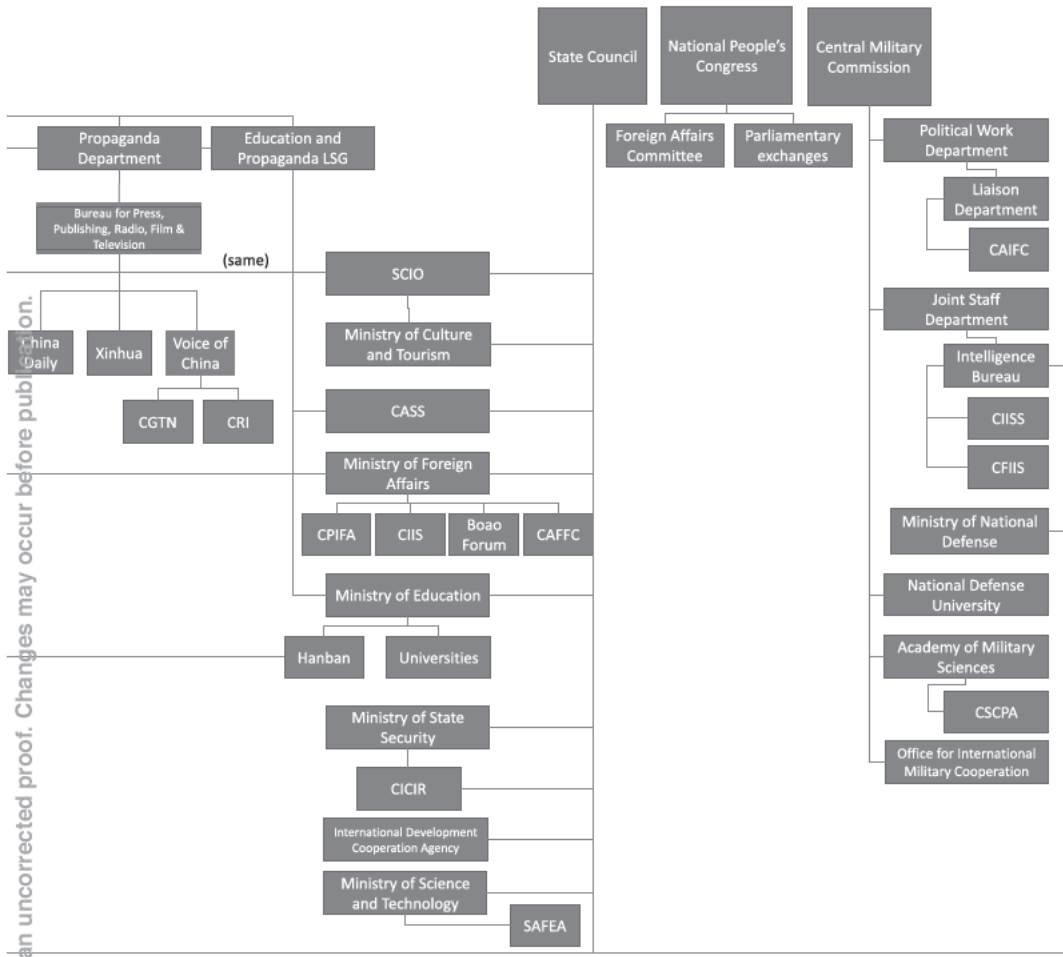 State Council
National People's
Congress
Central Military
Commission
Propaganda
Department
Education and
Propaganda LSG
Foreign Affairs
Committee
Parliamentary
exchanges
Political Work
Department
Liaison
Department
CAIFC
Bureau for Press,
Publishing, Radio, Film &
Television
(same)
SCIO
Joint Staff
Department
China
Daily
Xinhua
Voice of
China
Ministry of Culture
and Tourism
Intelligence
Bureau
CGTN
CRI
CASS
CIISS
Ministry of Foreign
Affairs
CFIIS
CPIFA
CIIS
Boao
Forum
CAFFC
Ministry of National
Defense
Ministry of Education
National Defense
University
Hanban
Universities
Academy of Military
Sciences
CSCPA
Ministry of State
Security
CICIR
Office for International
Military Cooperation
International Development
Cooperation Agency
Ministry of Science
and Technology
SAFEA
an uncorrected proof. Changes may occur before publication.